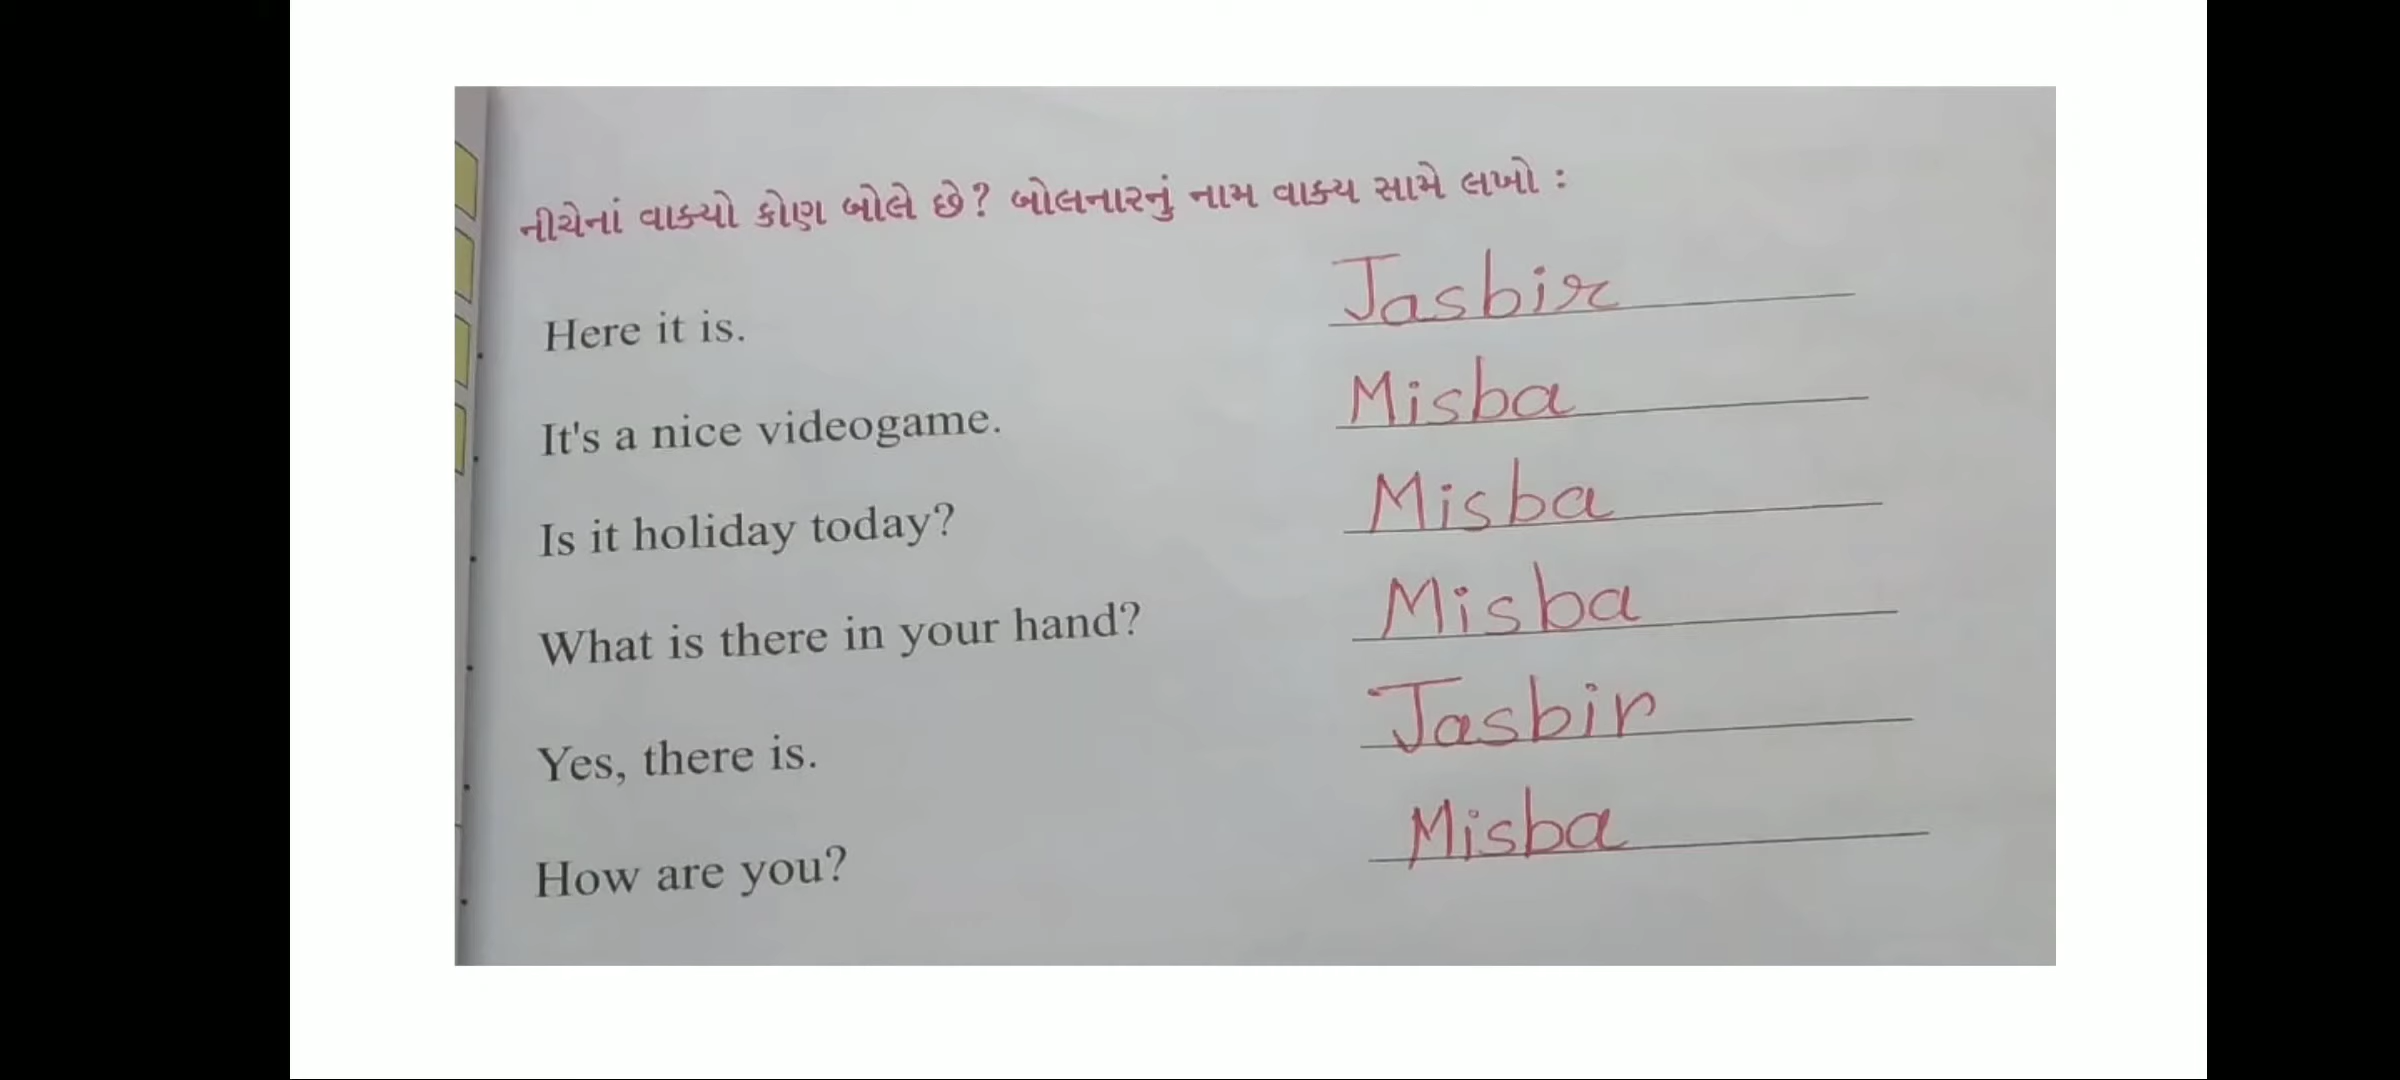 નીચેનાં વાક્યો કોણ બોલે છે? બોલનારનું નામ વાક્ય સામે લખો :
Here it is. Jasbir
It's a nice videogame. Misba
Is it holiday today? Misba
What is there in your hand? Misba
Yes, there is. Jasbir
How are you? Misba